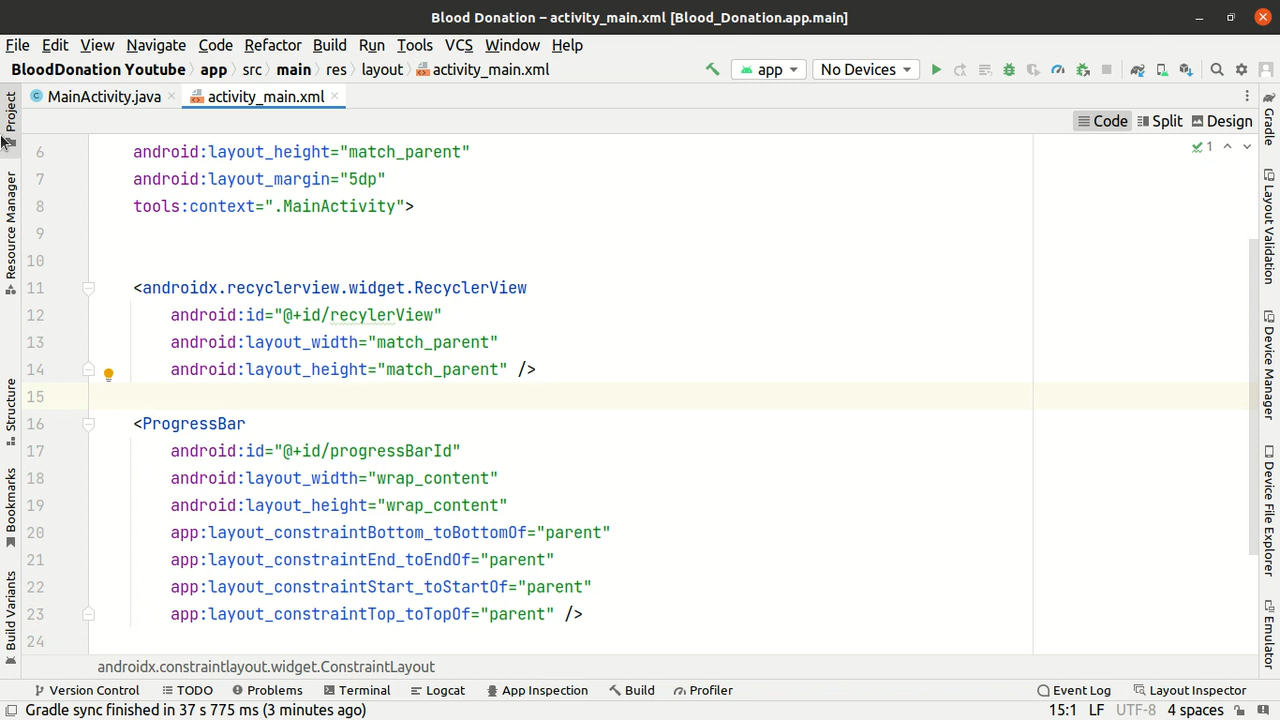 Blood Donation – activity_main.xml [Blood_Donation.app.main]
File Edit View Navigate Code Refactor Build Run Tools VCS Window Help
BloodDonation Youtube app src main res layout activity_main.xml app No Devices
Project MainActivity.java activity_main.xml Gradle
Code Split Design
6 android:layout_height="match_parent" 1
7 android:layout_margin="5dp"
8 tools:context=".MainActivity">
9
10
11 <androidx.recyclerview.widget.RecyclerView
12 android:id="@+id/recylerView"
13 android:layout_width="match_parent"
14 android:layout_height="match_parent" />
15
16 <ProgressBar
17 android:id="@+id/progressBarId"
18 android:layout_width="wrap_content"
19 android:layout_height="wrap_content"
20 app:layout_constraintBottom_toBottomOf="parent"
21 app:layout_constraintEnd_toEndOf="parent"
22 app:layout_constraintStart_toStartOf="parent"
23 app:layout_constraintTop_toTopOf="parent" />
24
Resource Manager
Structure
Bookmarks
Build Variants
Layout Validation
Device Manager
Device File Explorer
Emulator
androidx.constraintlayout.widget.ConstraintLayout
Version Control TODO Problems Terminal Logcat App Inspection Build Profiler Event Log Layout Inspector
Gradle sync finished in 37 s 775 ms (3 minutes ago) 15:1 LF UTF-8 4 spaces